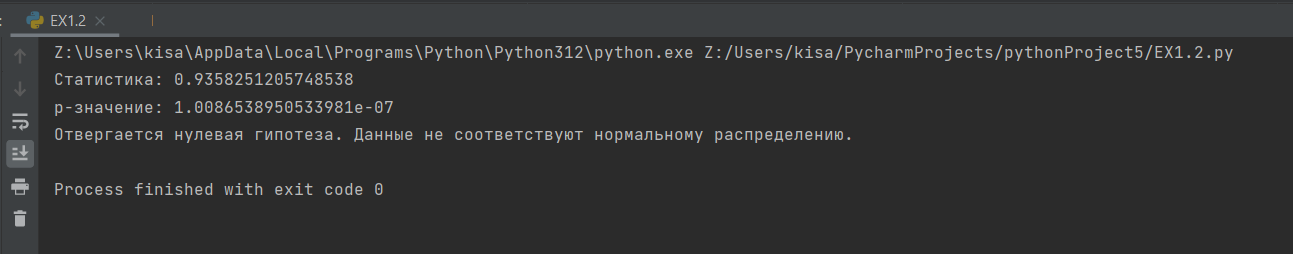 EX1.2
Z:\Users\kisa\AppData\Local\Programs\Python\Python312\python.exe Z:/Users/kisa/PycharmProjects/pythonProject5/EX1.2.py
Статистика: 0.9358251205748538
p-значение: 1.0086538950533981e-07
Отвергается нулевая гипотеза. Данные не соответствуют нормальному распределению.
Process finished with exit code 0